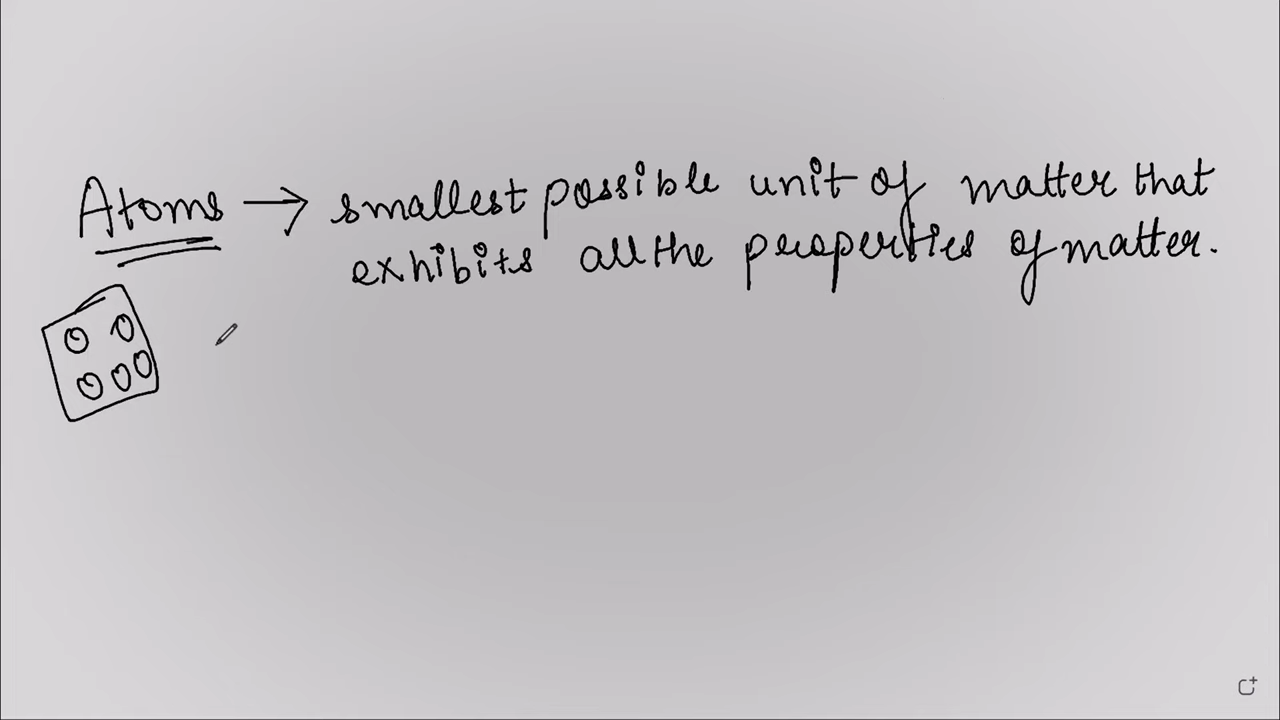 Atoms → smallest possible unit of matter that
exhibits all the properties of matter.